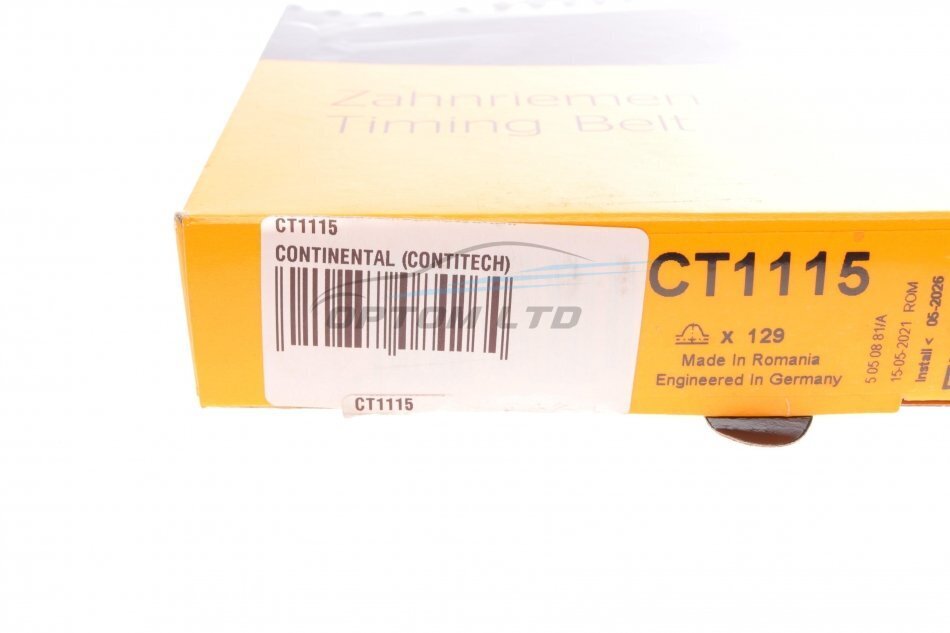 Zahnriemen
Timing Belt
CT1115
CONTINENTAL (CONTITECH)
OPTOM LTD
CT1115
CT1115
x 129
Made In Romania
Engineered In Germany
5 05 08 81/A
15-05-2021 ROM
Install < 05-2026